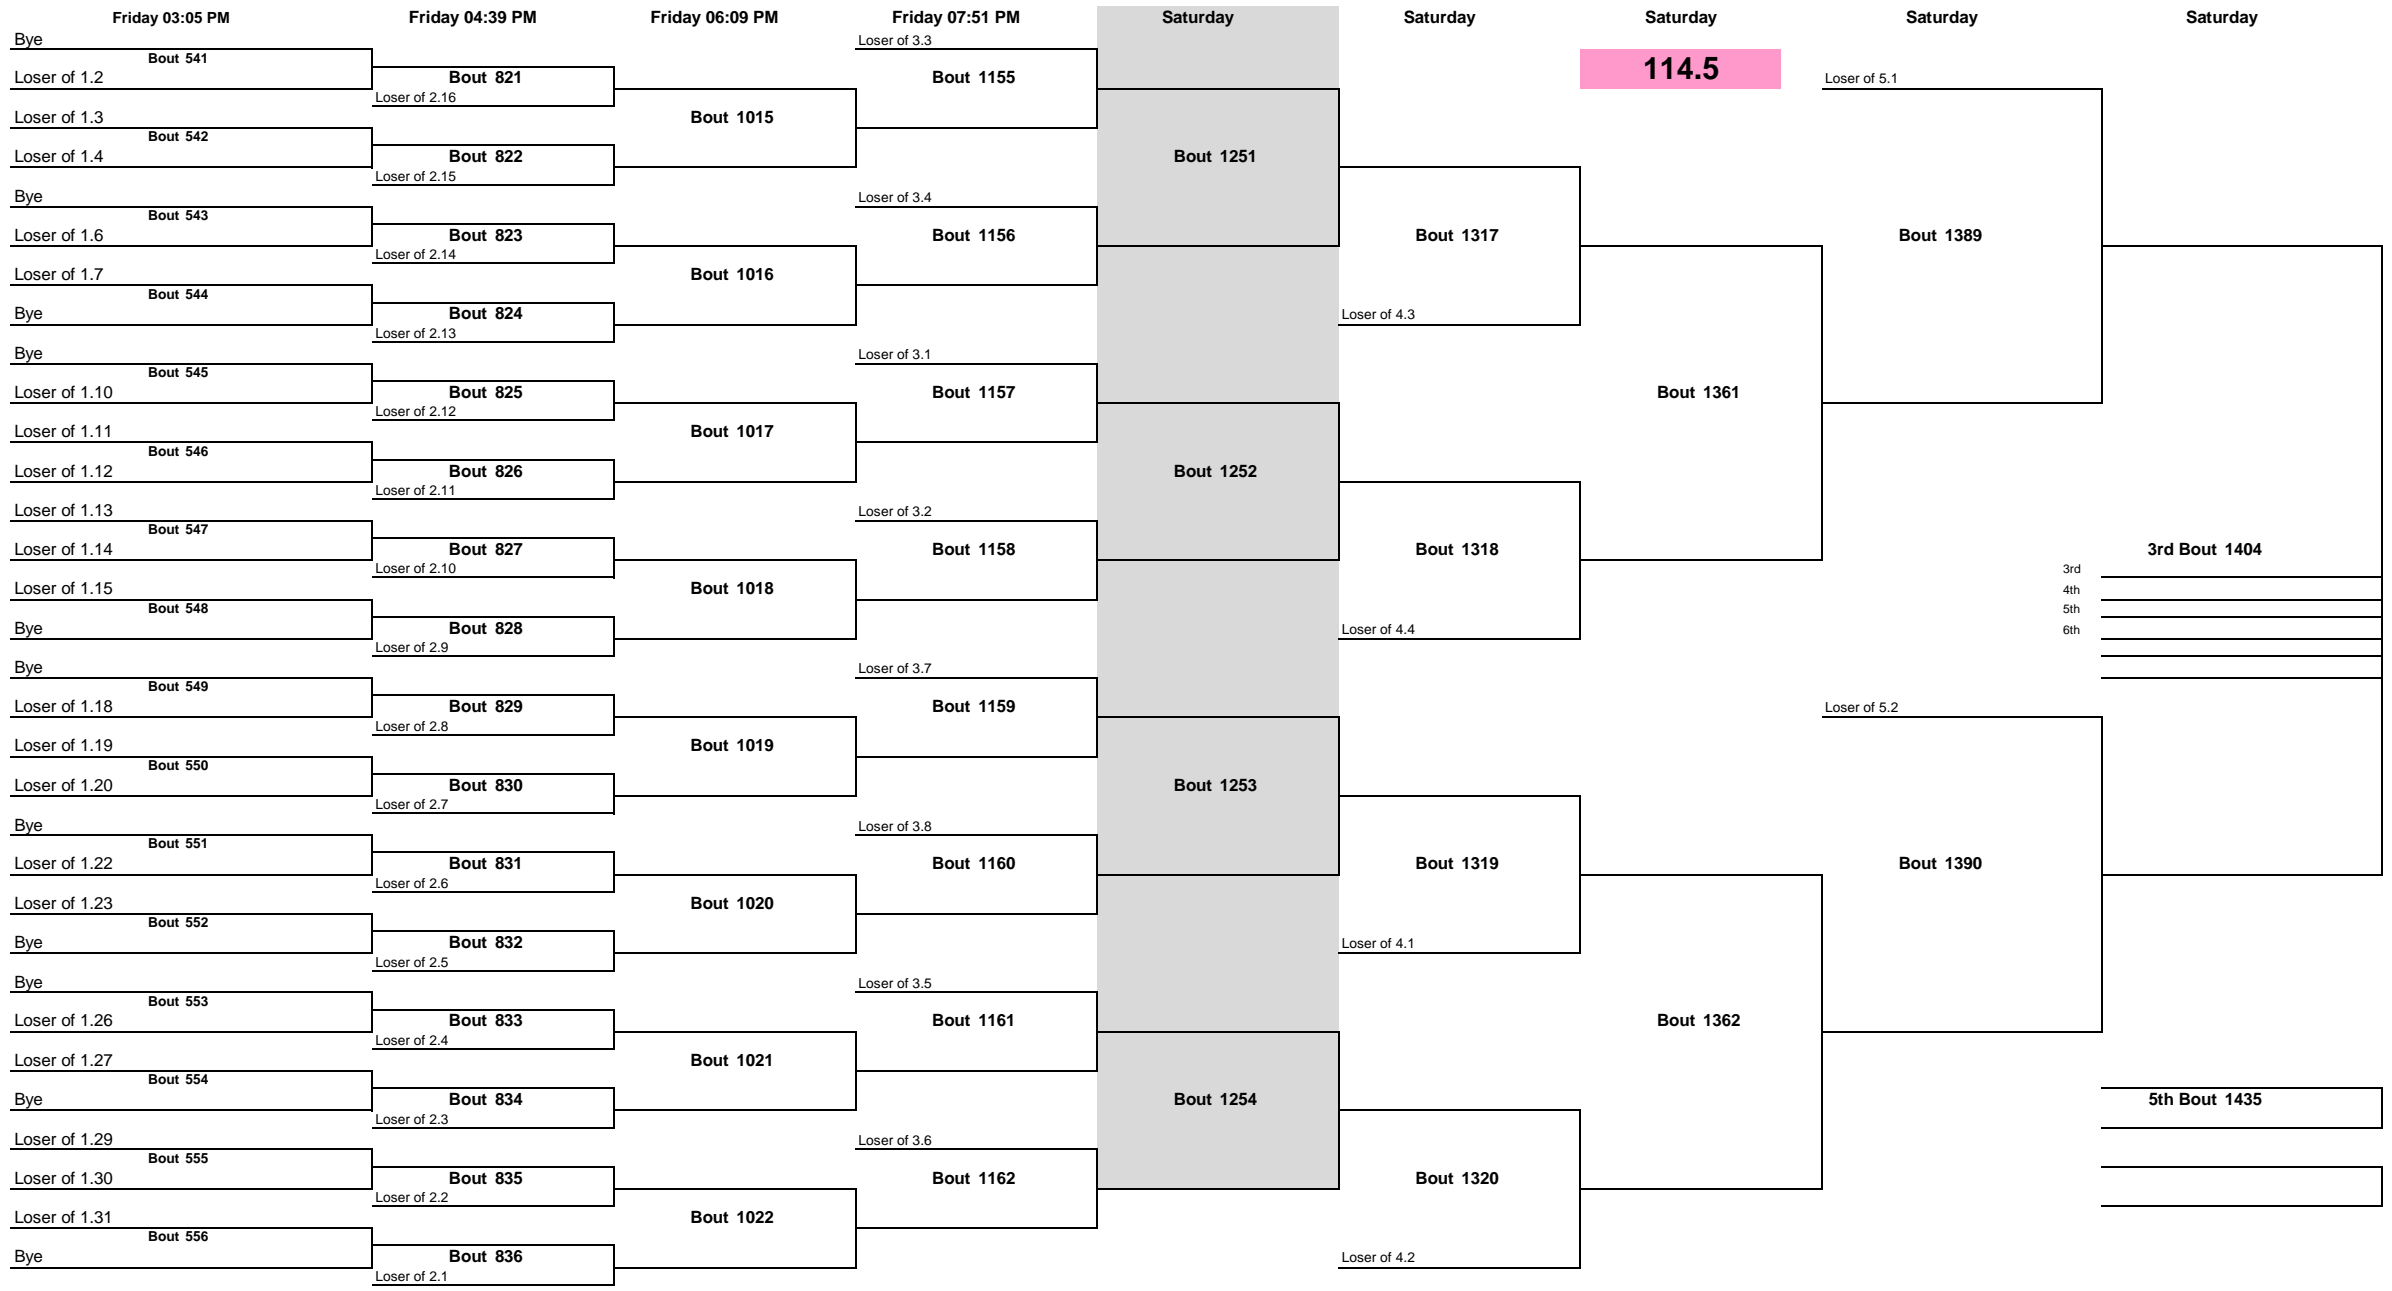 Friday 03:05 PM Friday 04:39 PM Friday 06:09 PM Friday 07:51 PM Saturday Saturday Saturday Saturday Saturday
Bye Loser of 3.3
Bout 541
Loser of 1.2 Bout 821 Bout 1155 114.5 Loser of 5.1
Loser of 2.16
Loser of 1.3 Bout 1015
Bout 542
Loser of 1.4 Bout 822 Bout 1251
Loser of 2.15
Bye Loser of 3.4
Bout 543
Loser of 1.6 Bout 823 Bout 1156 Bout 1317 Bout 1389
Loser of 2.14
Loser of 1.7 Bout 1016
Bout 544
Bye Bout 824 Loser of 4.3
Loser of 2.13
Bye Loser of 3.1
Bout 545
Loser of 1.10 Bout 825 Bout 1157 Bout 1361
Loser of 2.12
Loser of 1.11 Bout 1017
Bout 546
Loser of 1.12 Bout 826 Bout 1252
Loser of 2.11
Loser of 1.13 Loser of 3.2
Bout 547
Loser of 1.14 Bout 827 Bout 1158 Bout 1318 3rd Bout 1404
Loser of 2.10 3rd
Loser of 1.15 Bout 1018 4th
Bout 548 5th
Bye Bout 828 Loser of 4.4 6th
Loser of 2.9
Bye Loser of 3.7
Bout 549
Loser of 1.18 Bout 829 Bout 1159 Loser of 5.2
Loser of 2.8
Loser of 1.19 Bout 1019
Bout 550
Loser of 1.20 Bout 830 Bout 1253
Loser of 2.7
Bye Loser of 3.8
Bout 551
Loser of 1.22 Bout 831 Bout 1160 Bout 1319 Bout 1390
Loser of 2.6
Loser of 1.23 Bout 1020
Bout 552
Bye Bout 832 Loser of 4.1
Loser of 2.5
Bye Loser of 3.5
Bout 553
Loser of 1.26 Bout 833 Bout 1161 Bout 1362
Loser of 2.4
Loser of 1.27 Bout 1021
Bout 554
Bye Bout 834 Bout 1254 5th Bout 1435
Loser of 2.3
Loser of 1.29 Loser of 3.6
Bout 555
Loser of 1.30 Bout 835 Bout 1162 Bout 1320
Loser of 2.2
Loser of 1.31 Bout 1022
Bout 556
Bye Bout 836 Loser of 4.2
Loser of 2.1